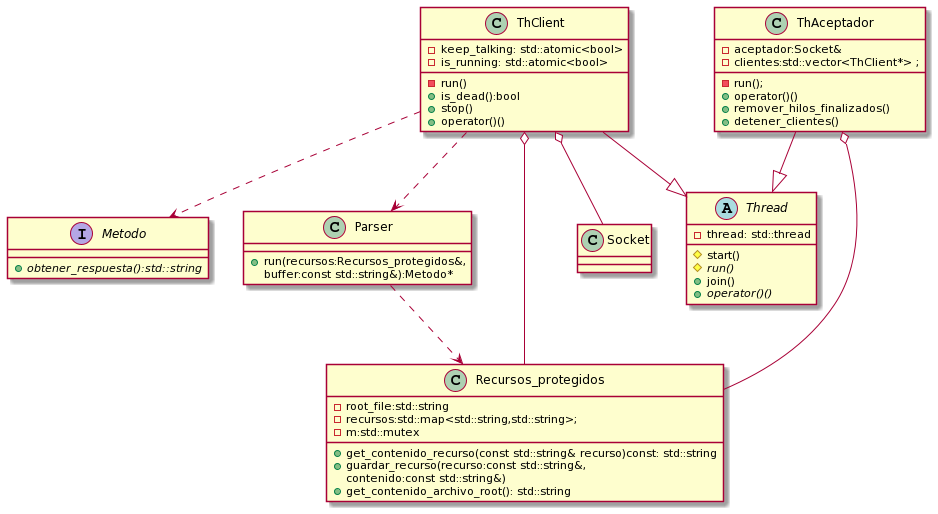 C ThClient
keep_talking: std::atomic<bool>
is_running: std::atomic<bool>
run()
is_dead():bool
stop()
operator()()
C ThAceptador
aceptador:Socket&
clientes:std::vector<ThClient*> ;
run();
operator()()
remover_hilos_finalizados()
detener_clientes()
I Metodo
obtener_respuesta():std::string
C Parser
run(recursos:Recursos_protegidos&,
buffer:const std::string&):Metodo*
C Socket
A Thread
thread: std::thread
start()
run()
join()
operator()()
C Recursos_protegidos
root_file:std::string
recursos:std::map<std::string,std::string>;
m:std::mutex
get_contenido_recurso(const std::string& recurso)const: std::string
guardar_recurso(recurso:const std::string&,
contenido:const std::string&)
get_contenido_archivo_root(): std::string